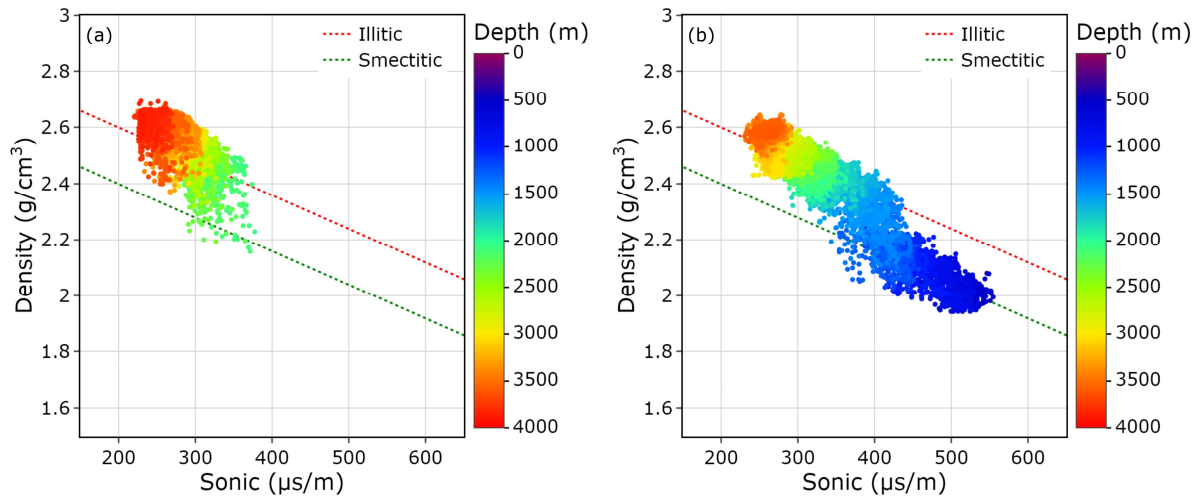 (a)
Illitic
Smectitic
Depth (m)
0
500
1000
1500
2000
2500
3000
3500
4000
3
2.8
2.6
2.4
2.2
2
1.8
1.6
Density (g/cm³)
200 300 400 500 600
Sonic (µs/m)
(b)
Illitic
Smectitic
Depth (m)
0
500
1000
1500
2000
2500
3000
3500
4000
3
2.8
2.6
2.4
2.2
2
1.8
1.6
Density (g/cm³)
200 300 400 500 600
Sonic (µs/m)